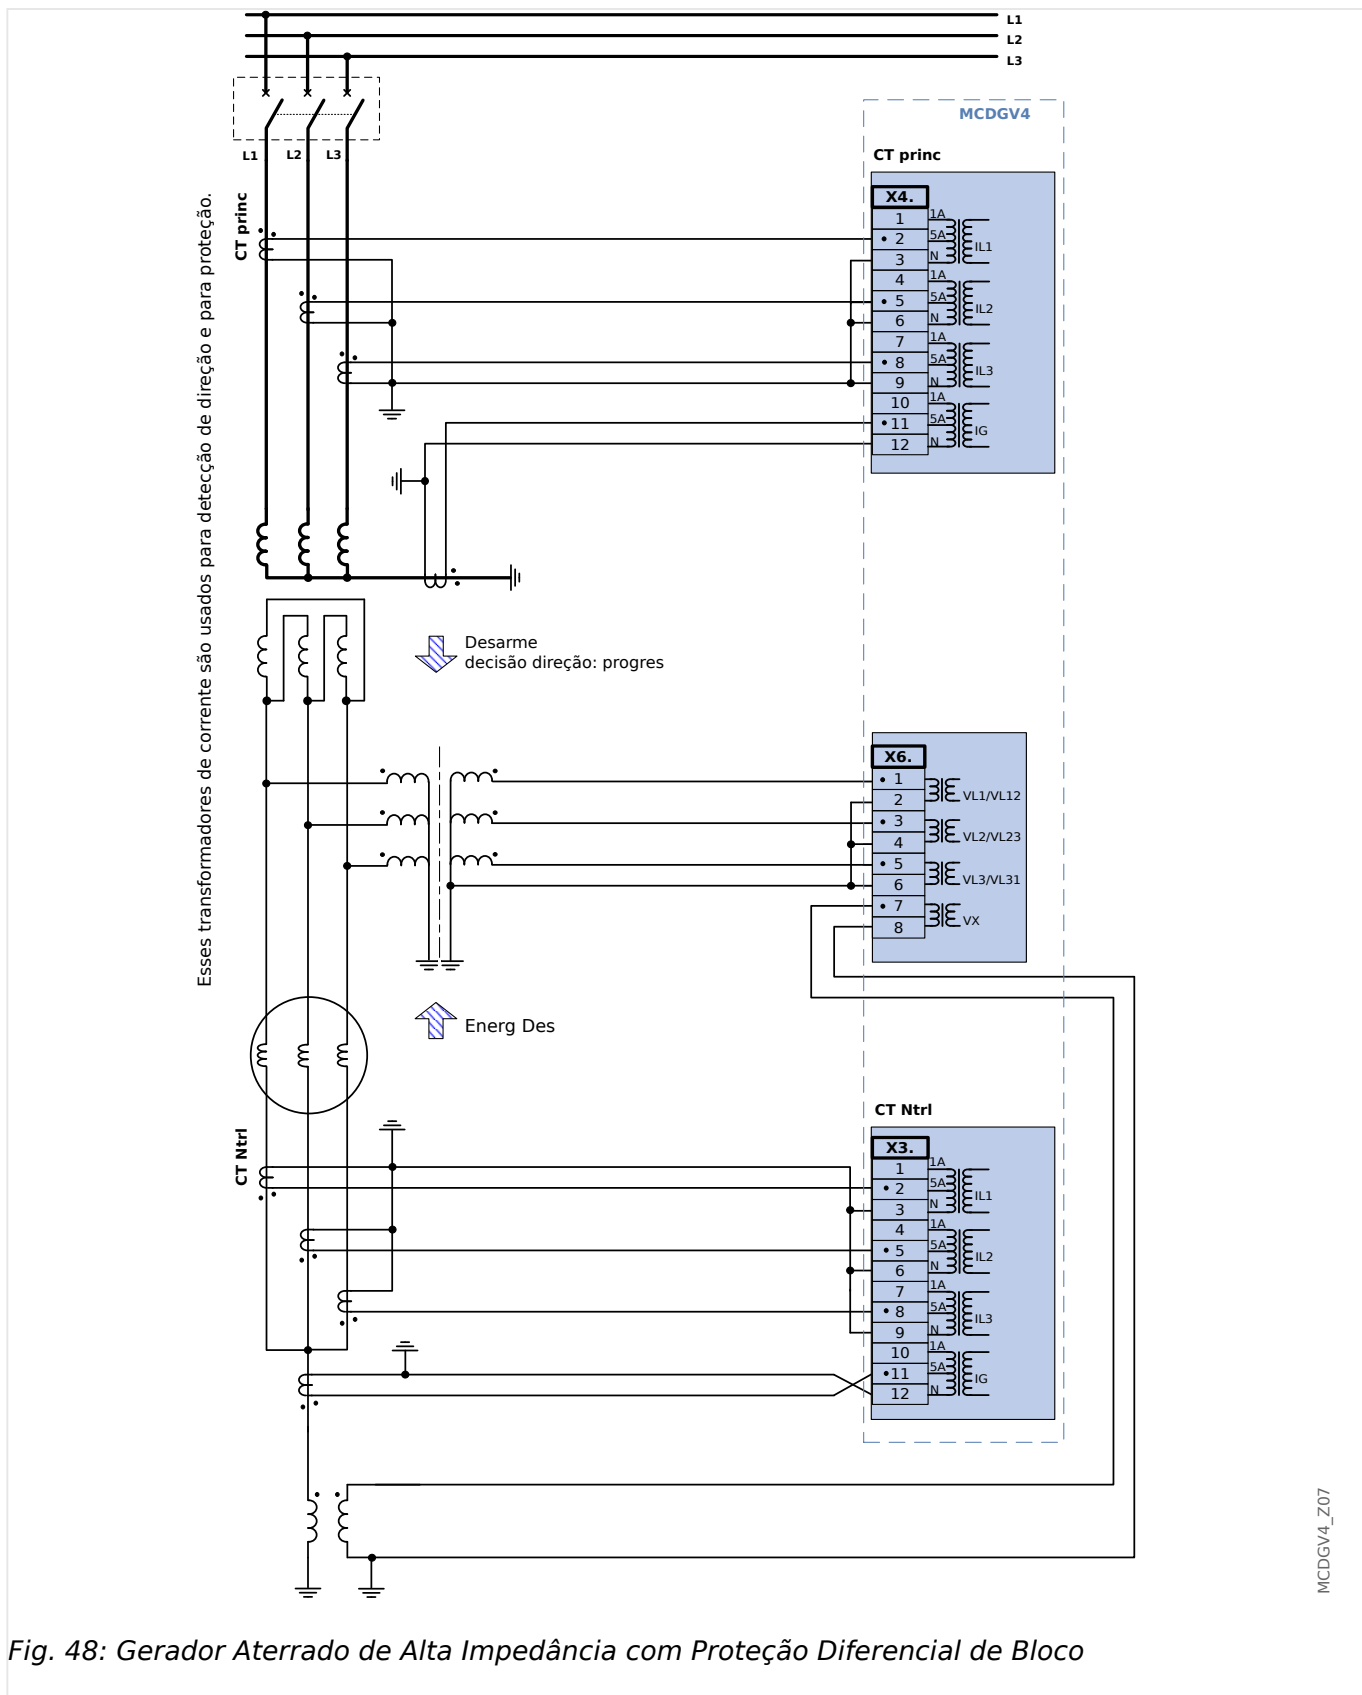 L1
L2
L3
MCDGV4
L1 L2 L3
CT princ
CT princ
Esses transformadores de corrente são usados para detecção de direção e para proteção.
X4.
1 1A
2 5A IL1
3 N
4 1A
5 5A IL2
6 N
7 1A
8 5A IL3
9 N
10 1A
11 5A IG
12 N
Desarme
decisão direção: progres
X6.
1
2 VL1/VL12
3
4 VL2/VL23
5
6 VL3/VL31
7
8 VX
Energ Des
CT Ntrl
CT Ntrl
X3.
1 1A
2 5A IL1
3 N
4 1A
5 5A IL2
6 N
7 1A
8 5A IL3
9 N
10 1A
11 5A IG
12 N
MCDGV4_Z07
Fig. 48: Gerador Aterrado de Alta Impedância com Proteção Diferencial de Bloco